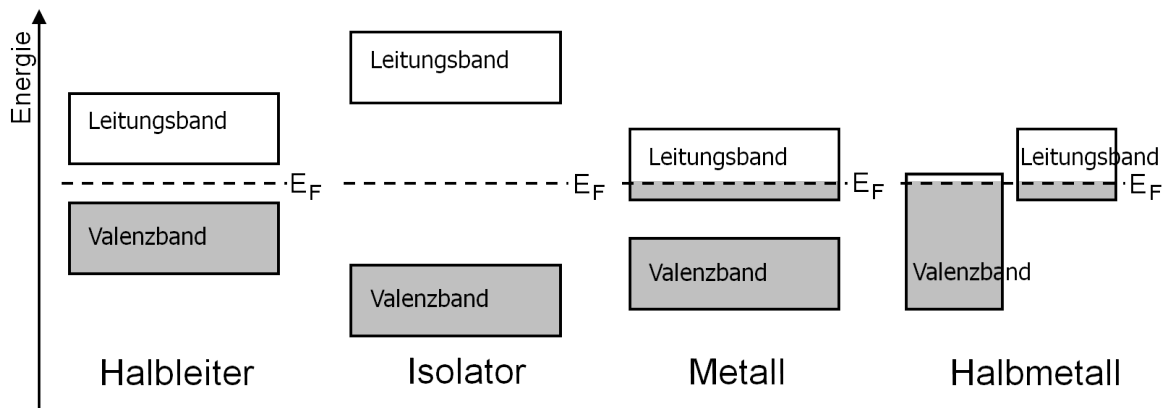 Energie
Leitungsband
E_F
Valenzband
Halbleiter
Leitungsband
E_F
Valenzband
Isolator
Leitungsband
E_F
Valenzband
Metall
Leitungsband
E_F
Valenzband
Halbmetall